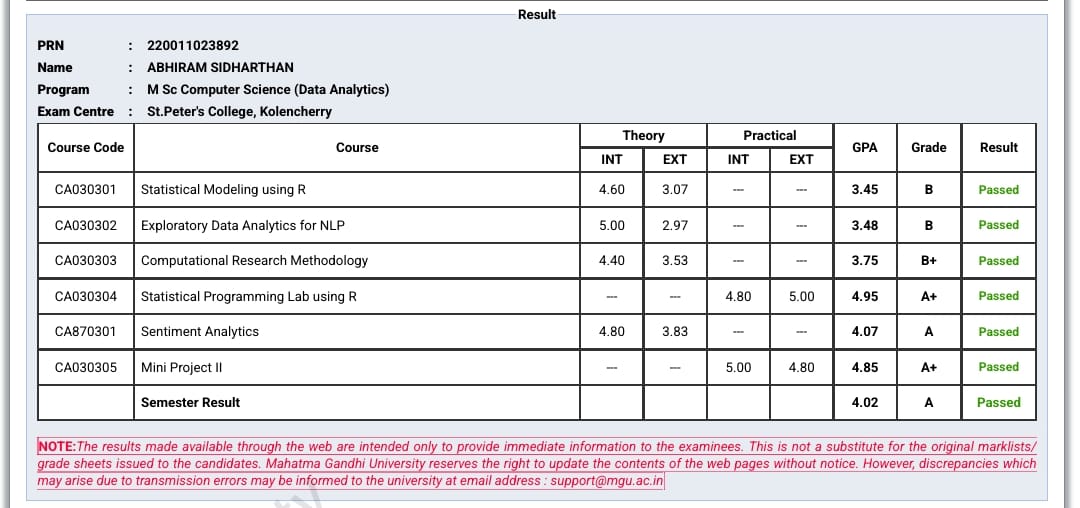 Result
PRN : 220011023892
Name : ABHIRAM SIDHARTHAN
Program : M Sc Computer Science (Data Analytics)
Exam Centre : St.Peter's College, Kolencherry
Course Code Course Theory Practical GPA Grade Result
INT EXT INT EXT
CA030301 Statistical Modeling using R 4.60 3.07 --- --- 3.45 B Passed
CA030302 Exploratory Data Analytics for NLP 5.00 2.97 --- --- 3.48 B Passed
CA030303 Computational Research Methodology 4.40 3.53 --- --- 3.75 B+ Passed
CA030304 Statistical Programming Lab using R --- --- 4.80 5.00 4.95 A+ Passed
CA870301 Sentiment Analytics 4.80 3.83 --- --- 4.07 A Passed
CA030305 Mini Project II --- --- 5.00 4.80 4.85 A+ Passed
Semester Result 4.02 A Passed
NOTE:The results made available through the web are intended only to provide immediate information to the examinees. This is not a substitute for the original marklists/
grade sheets issued to the candidates. Mahatma Gandhi University reserves the right to update the contents of the web pages without notice. However, discrepancies which
may arise due to transmission errors may be informed to the university at email address : support@mgu.ac.in